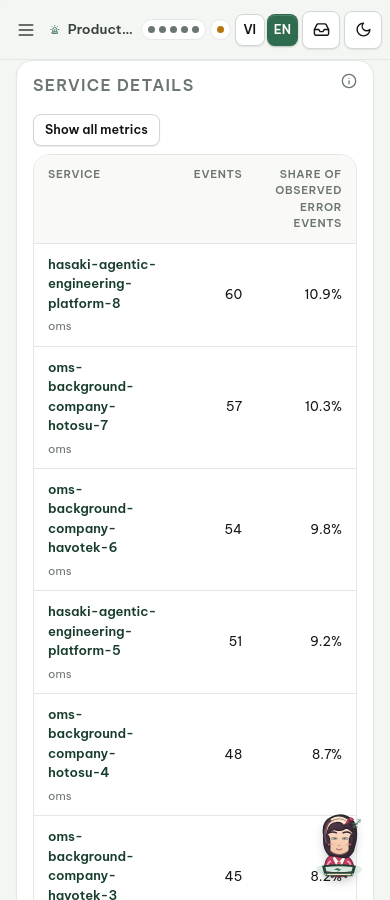 Product...
VI
EN
SERVICE DETAILS
Show all metrics
SERVICE
EVENTS
SHARE OF
OBSERVED
ERROR
EVENTS
hasaki-agentic-
engineering-
platform-8
oms
60
10.9%
oms-
background-
company-
hotosu-7
oms
57
10.3%
oms-
background-
company-
havotek-6
oms
54
9.8%
hasaki-agentic-
engineering-
platform-5
oms
51
9.2%
oms-
background-
company-
hotosu-4
oms
48
8.7%
oms-
background-
company-
havotek-3
45
8.2%